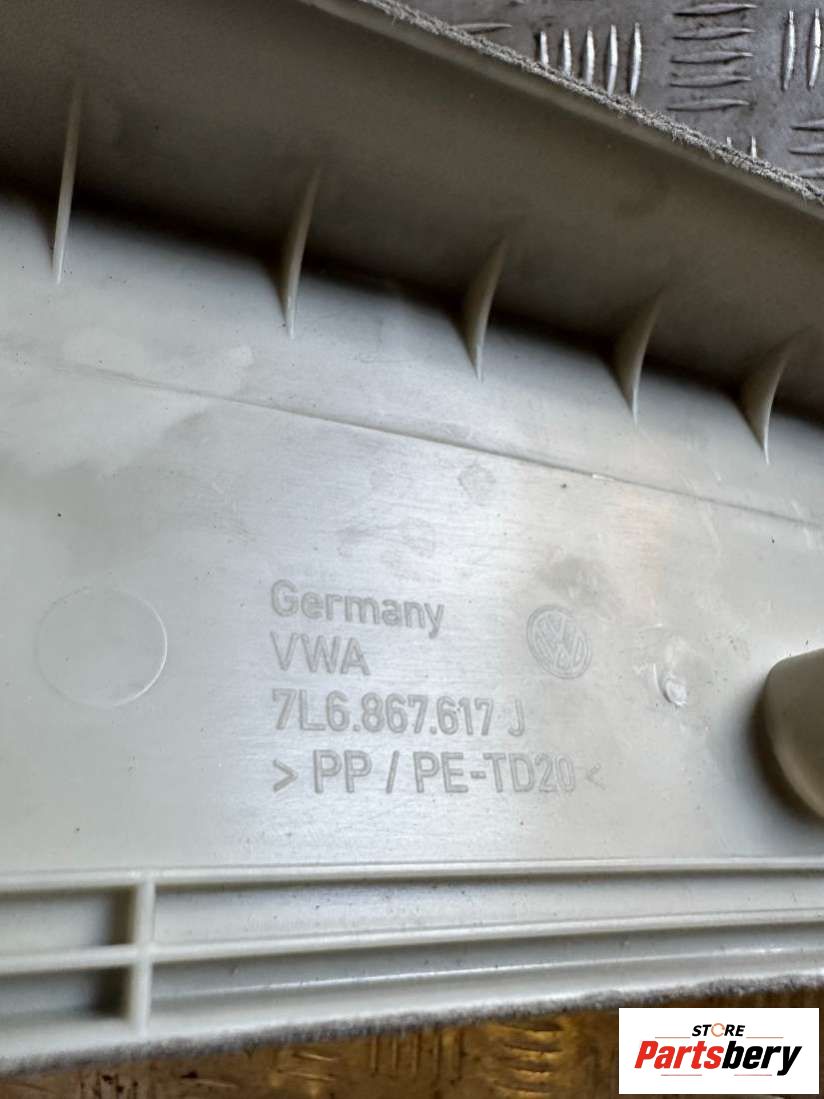 Germany
VWA
7L6.867.617 J
> PP / PE-TD20 <
STORE
Partsbery